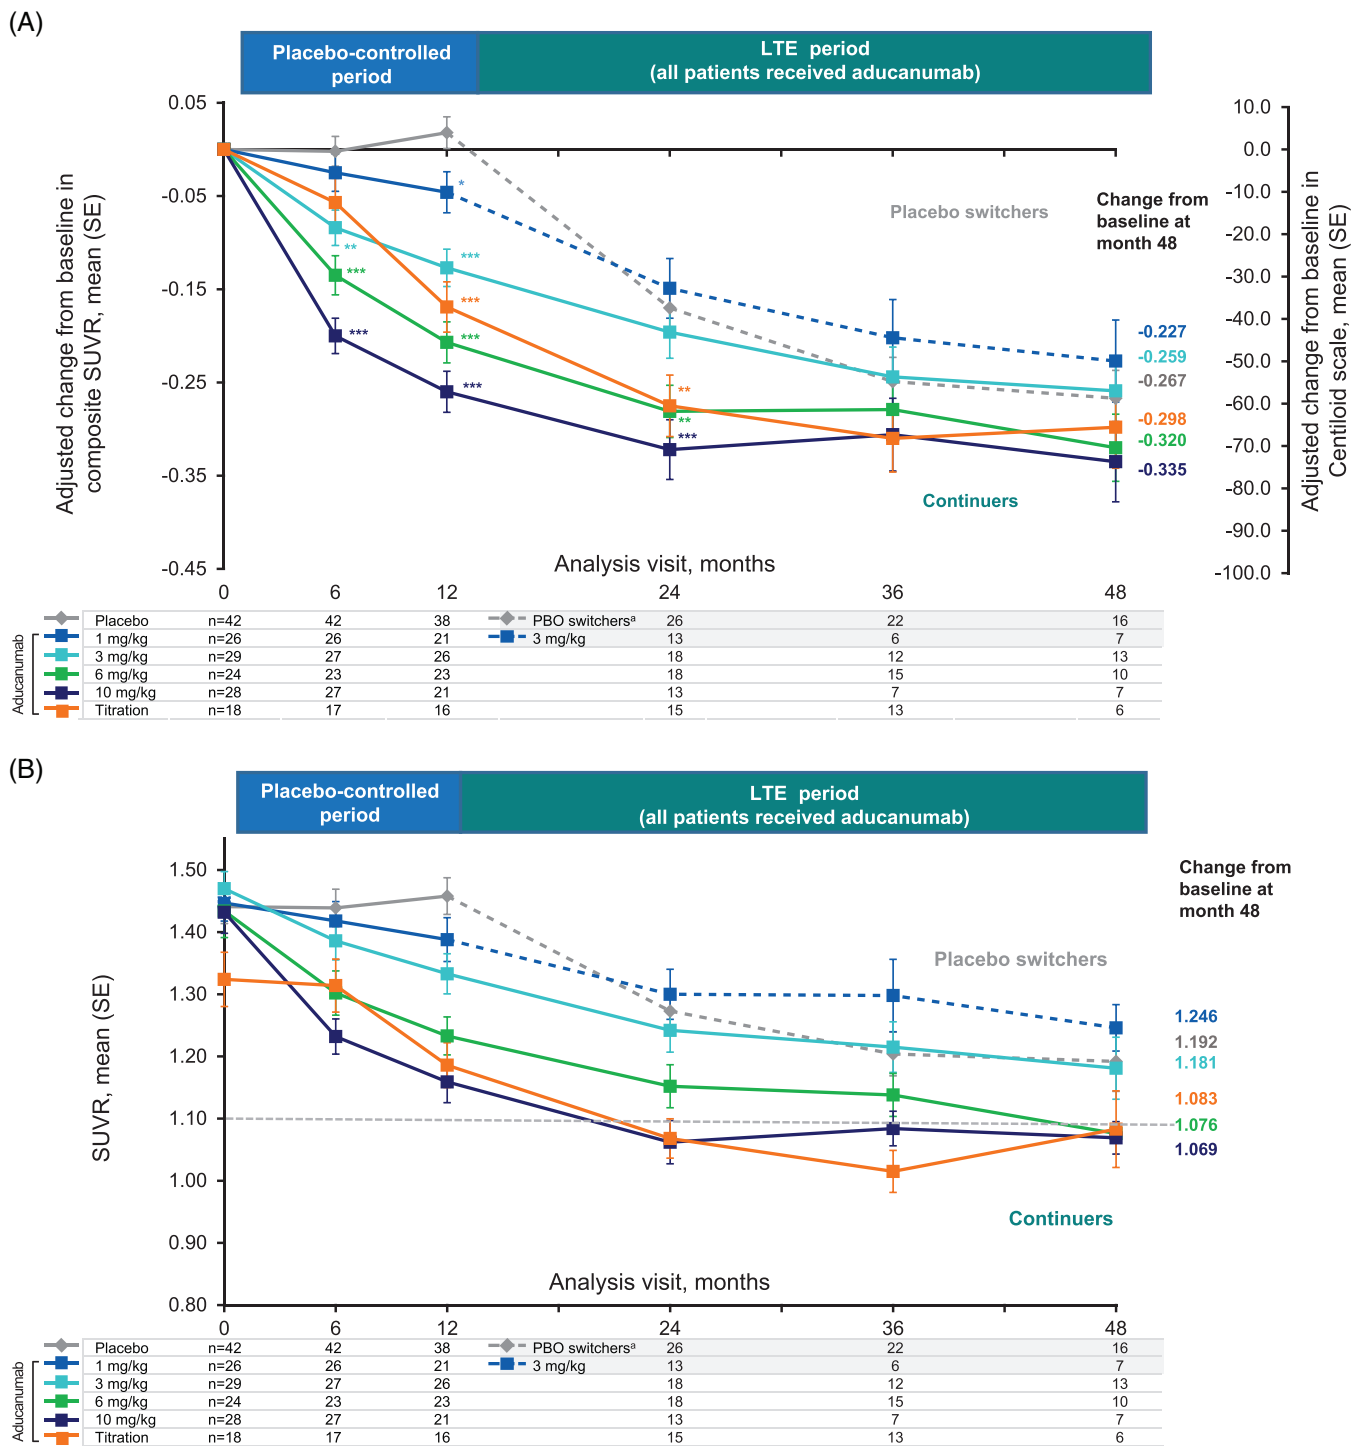 (A)
Placebo-controlled
period
LTE period
(all patients received aducanumab)
Adjusted change from baseline in
composite SUVR, mean (SE)
0.05
-0.05
-0.15
-0.25
-0.35
-0.45
*
**
***
***
***
***
***
***
**
**
***
Placebo switchers
Continuers
Change from
baseline at
month 48
-0.227
-0.259
-0.267
-0.298
-0.320
-0.335
10.0
0.0
-10.0
-20.0
-30.0
-40.0
-50.0
-60.0
-70.0
-80.0
-90.0
-100.0
Adjusted change from baseline in
Centiloid scale, mean (SE)
Analysis visit, months
0 6 12 24 36 48
Aducanumab
Placebo n=42 42 38 PBO switchersᵃ 26 22 16
1 mg/kg n=26 26 21 3 mg/kg 13 6 7
3 mg/kg n=29 27 26 18 12 13
6 mg/kg n=24 23 23 18 15 10
10 mg/kg n=28 27 21 13 7 7
Titration n=18 17 16 15 13 6
(B)
Placebo-controlled
period
LTE period
(all patients received aducanumab)
SUVR, mean (SE)
1.50
1.40
1.30
1.20
1.10
1.00
0.90
0.80
Placebo switchers
Continuers
Change from
baseline at
month 48
1.246
1.192
1.181
1.083
1.076
1.069
Analysis visit, months
0 6 12 24 36 48
Aducanumab
Placebo n=42 42 38 PBO switchersᵃ 26 22 16
1 mg/kg n=26 26 21 3 mg/kg 13 6 7
3 mg/kg n=29 27 26 18 12 13
6 mg/kg n=24 23 23 18 15 10
10 mg/kg n=28 27 21 13 7 7
Titration n=18 17 16 15 13 6